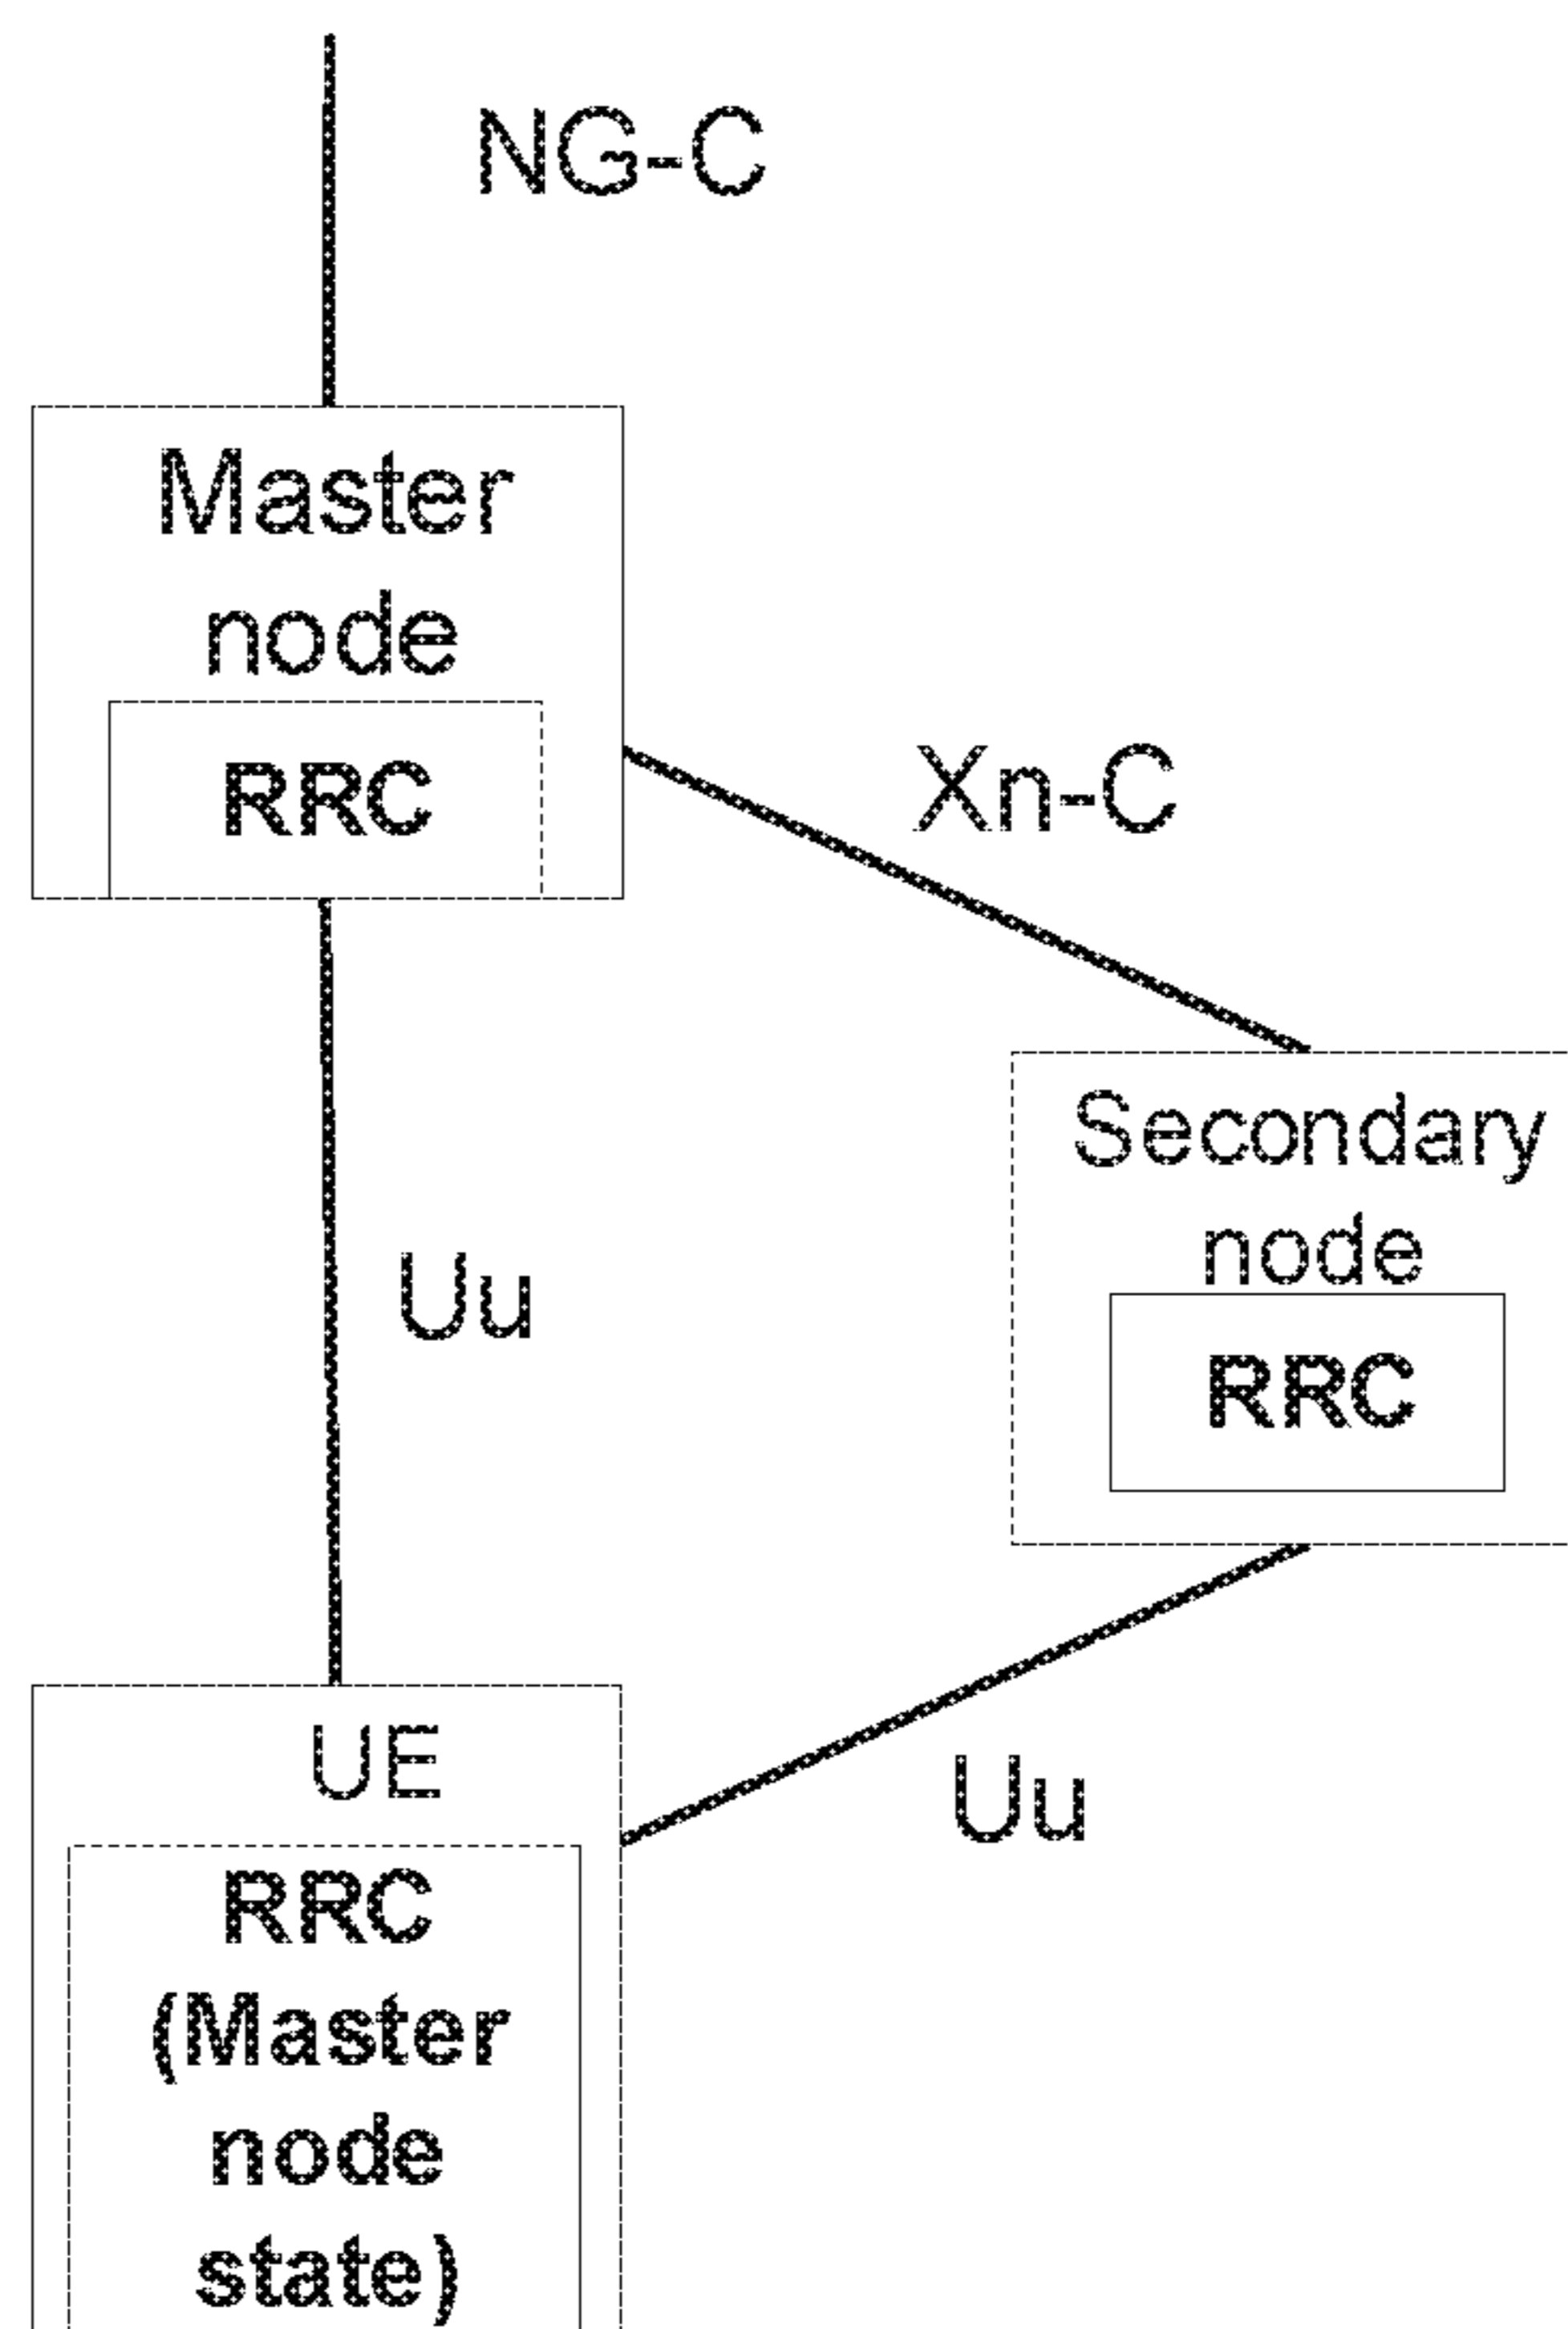 NG-C
Master
node
RRC
Xn-C
Secondary
node
RRC
Uu
UE
Uu
RRC
(Master
node
state)